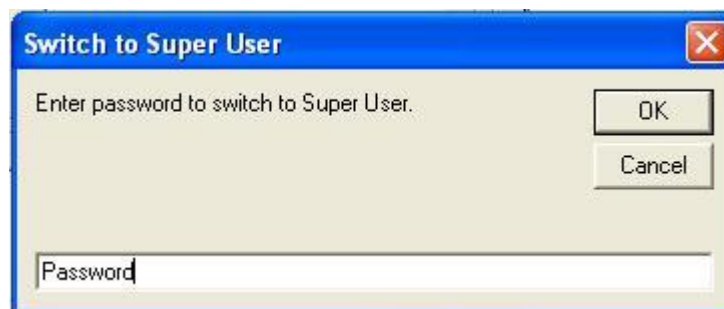 Switch to Super User
Enter password to switch to Super User.
OK
Cancel
Password